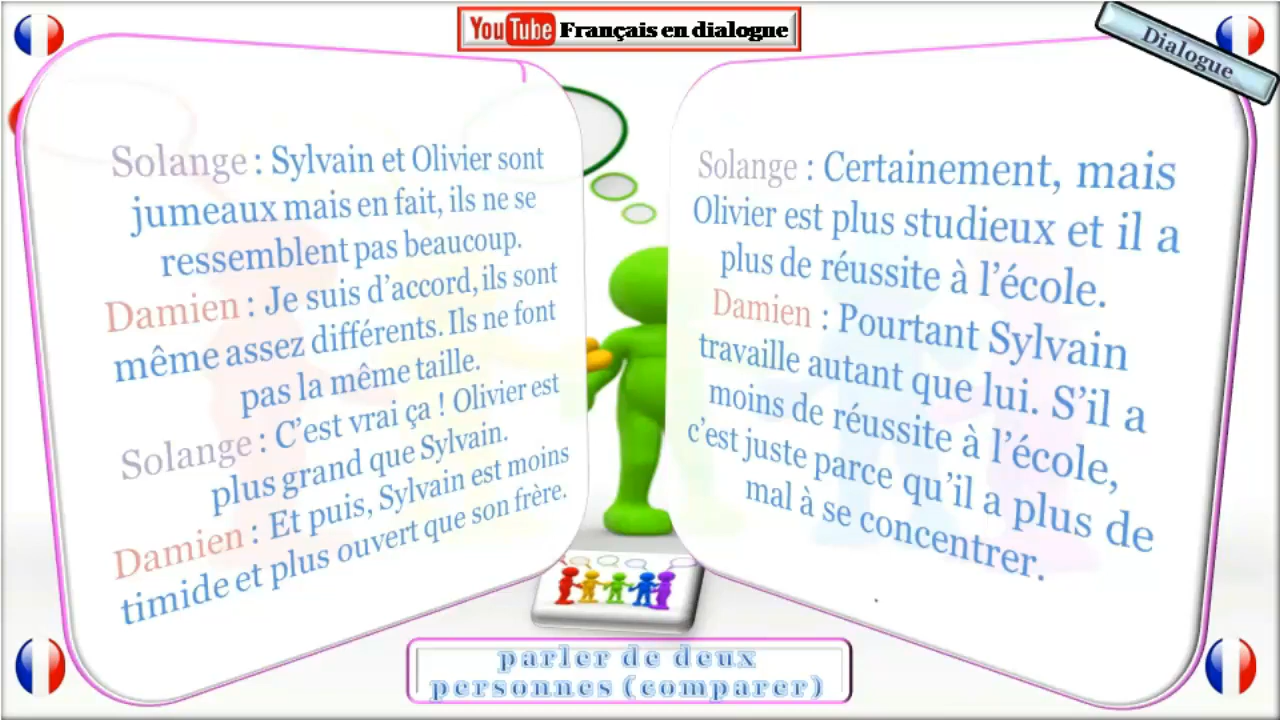 YouTube Français en dialogue
Dialogue
Solange : Sylvain et Olivier sont
jumeaux mais en fait, ils ne se
ressemblent pas beaucoup.
Damien : Je suis d'accord, ils sont
même assez différents. Ils ne font
pas la même taille.
Solange : C'est vrai ça ! Olivier est
plus grand que Sylvain.
Damien : Et puis, Sylvain est moins
timide et plus ouvert que son frère.
Solange : Certainement, mais
Olivier est plus studieux et il a
plus de réussite à l'école.
Damien : Pourtant Sylvain
travaille autant que lui. S'il a
moins de réussite à l'école,
c'est juste parce qu'il a plus de
mal à se concentrer.
parler de deux
personnes (comparer)